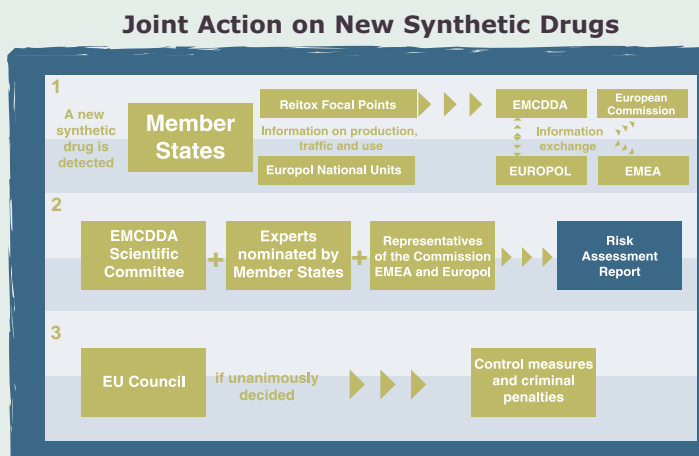 Joint Action on New Synthetic Drugs
1
A new
synthetic
drug is
detected
Member
States
Reitox Focal Points
Information on production,
traffic and use
Europol National Units
EMCDDA
European
Commission
Information
exchange
EUROPOL
EMEA
2
EMCDDA
Scientific
Committee
+
Experts
nominated by
Member States
+
Representatives
of the Commission
EMEA and Europol
Risk
Assessment
Report
3
EU Council
if unanimously
decided
Control measures
and criminal
penalties